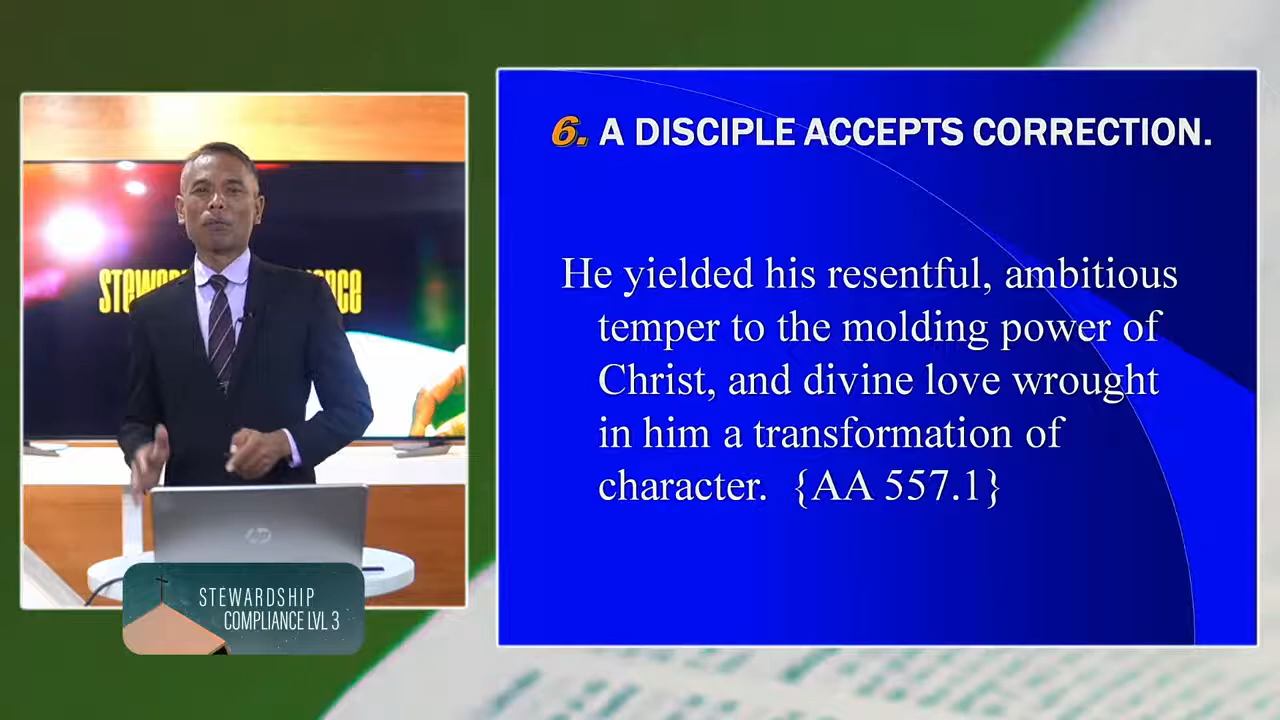 6. A DISCIPLE ACCEPTS CORRECTION.
He yielded his resentful, ambitious
temper to the molding power of
Christ, and divine love wrought
in him a transformation of
character. {AA 557.1}
hp
STEWARDSHIP
COMPLIANCE LVL 3